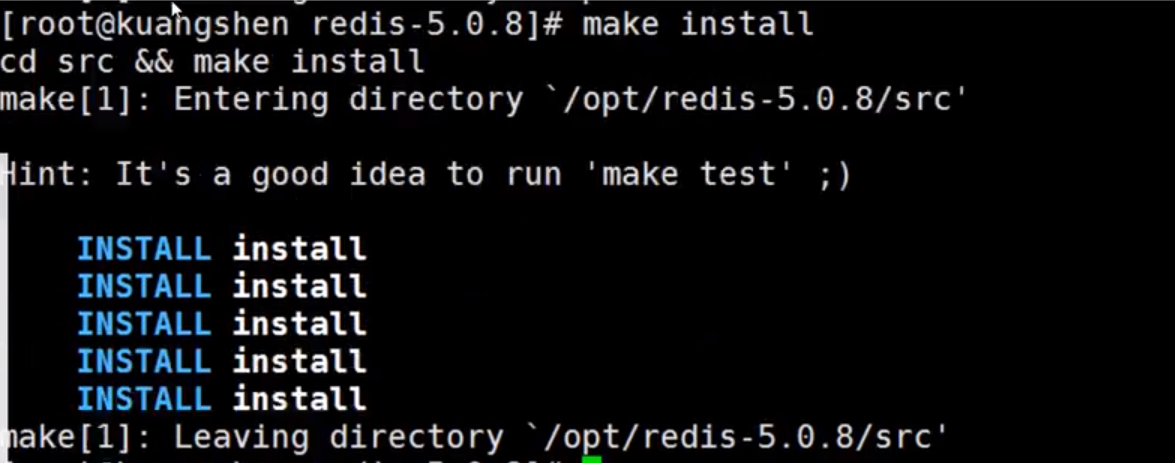 [root@kuangshen redis-5.0.8]# make install
cd src && make install
make[1]: Entering directory `/opt/redis-5.0.8/src'
Hint: It's a good idea to run 'make test' ;)
INSTALL install
INSTALL install
INSTALL install
INSTALL install
INSTALL install
make[1]: Leaving directory `/opt/redis-5.0.8/src'